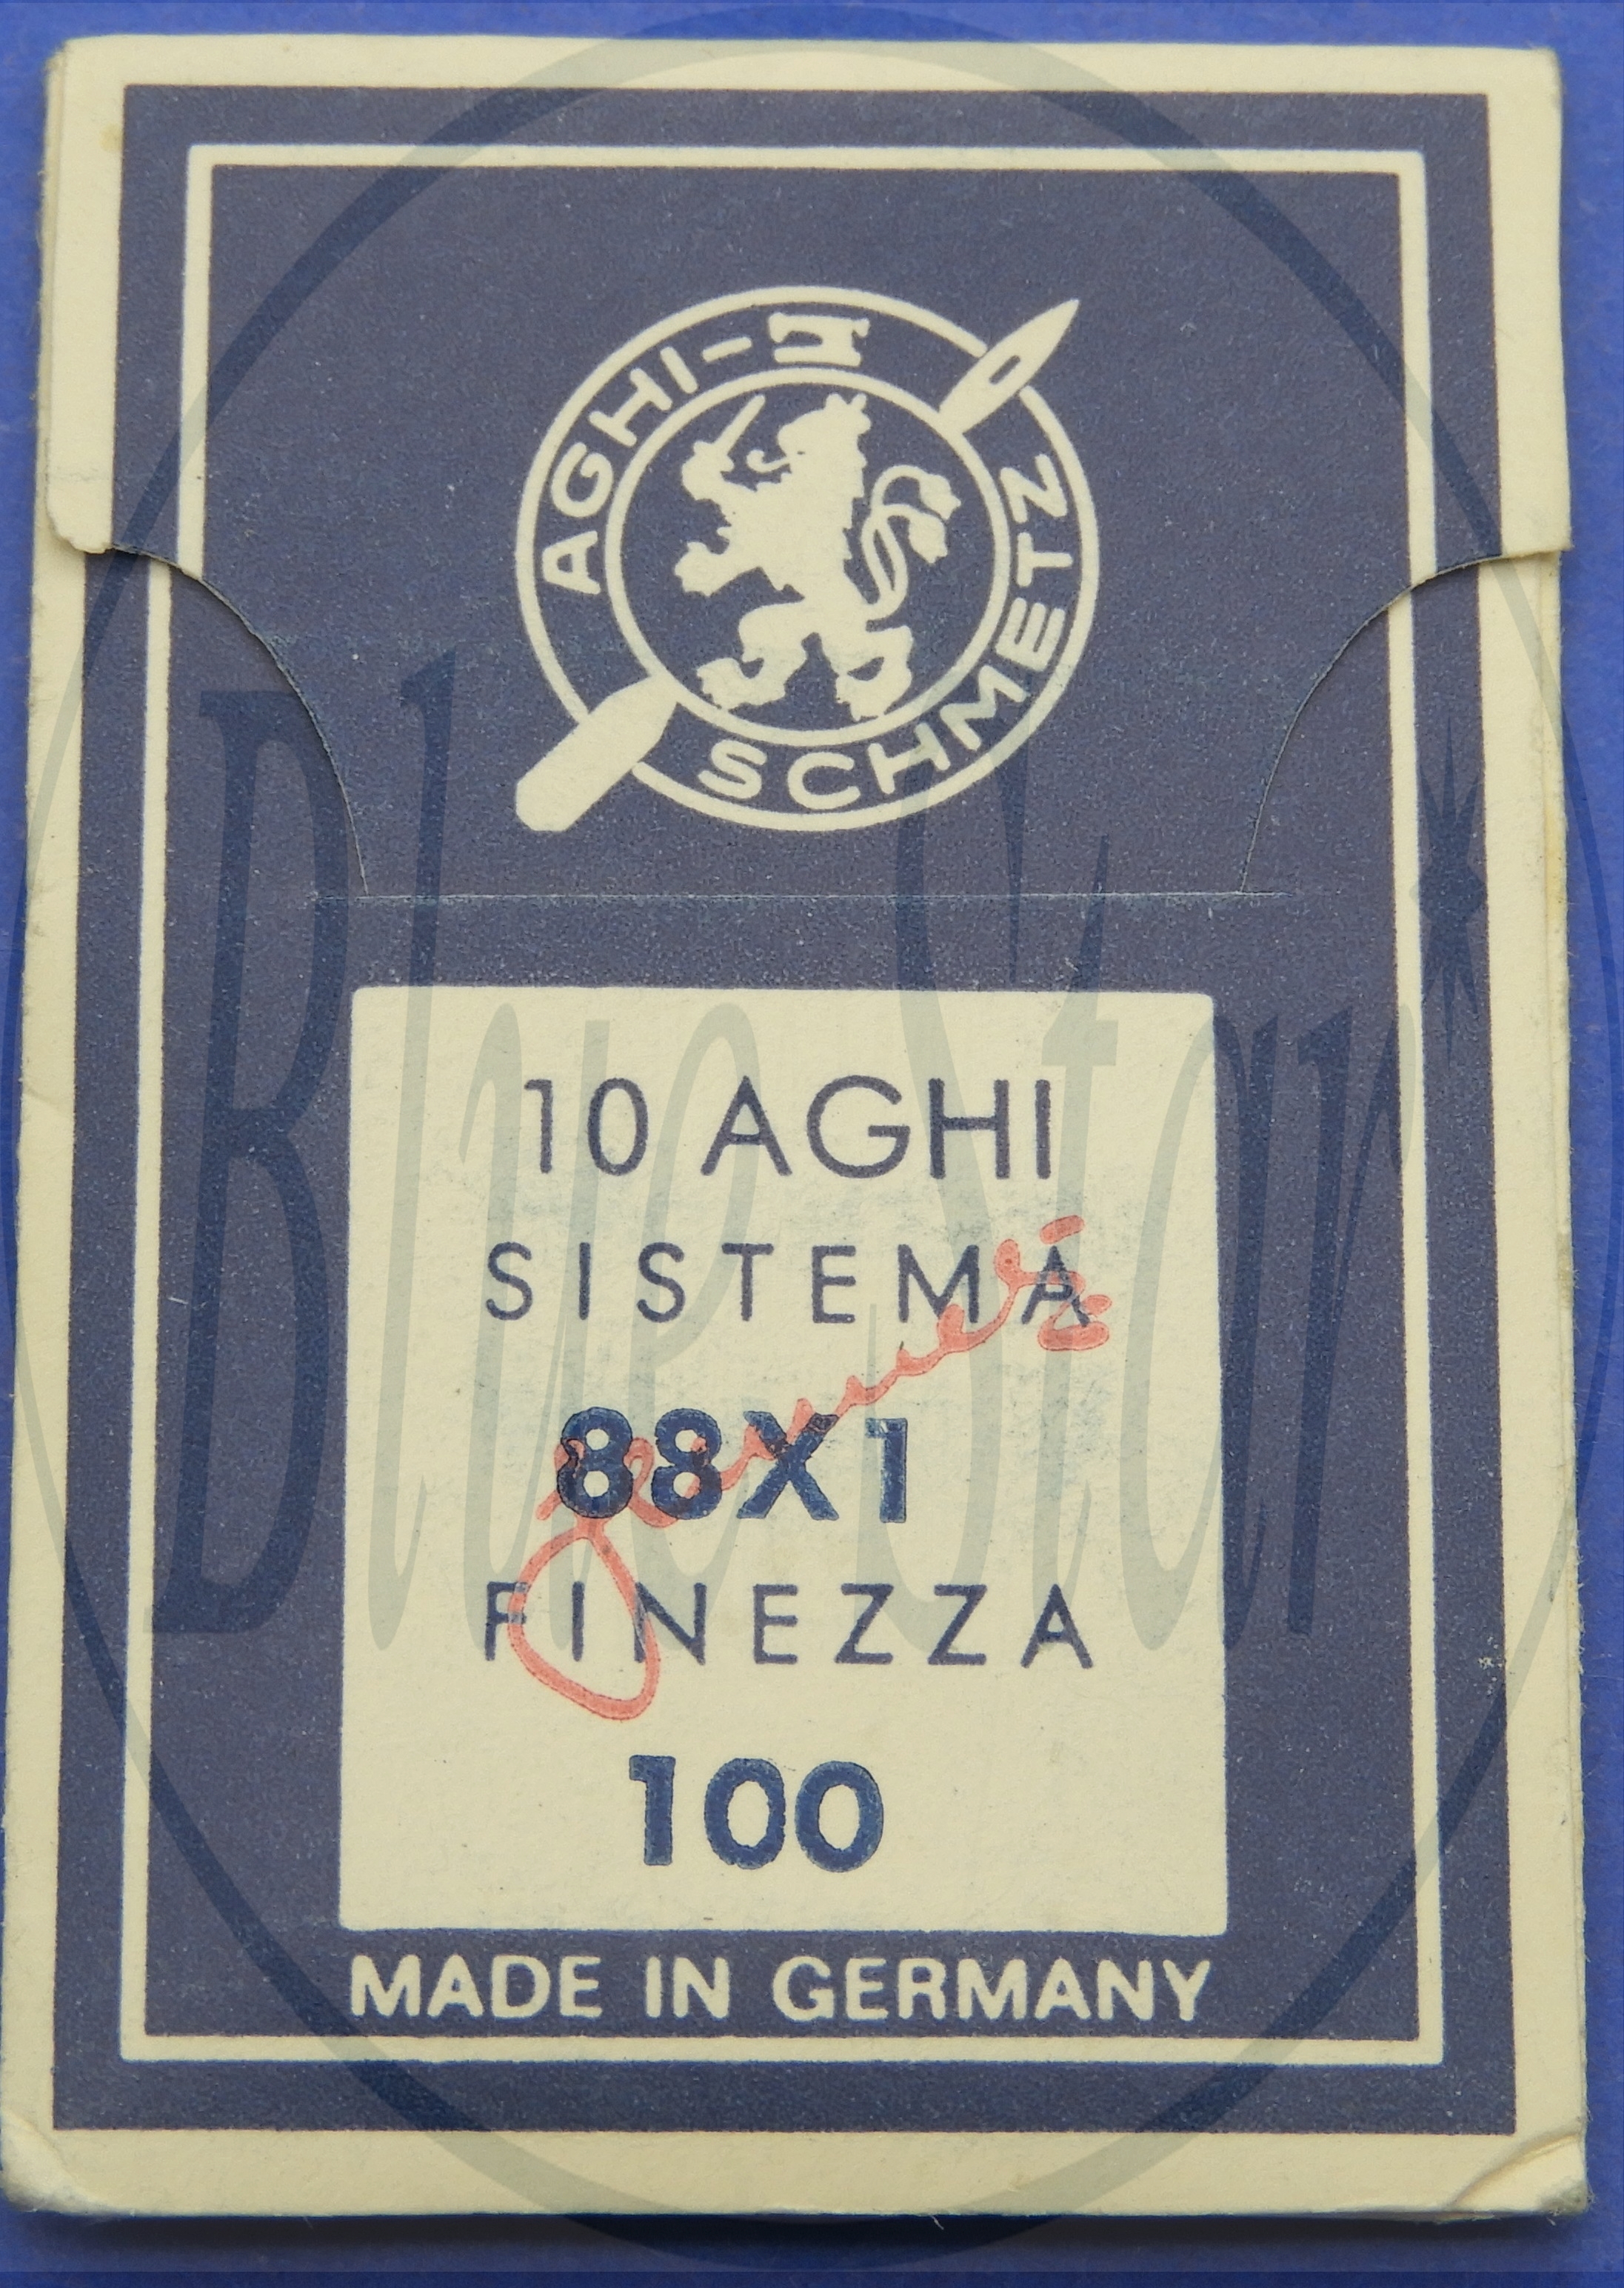 AGHI-
SCHMETZ
10 AGHI
SISTEMA
88X1
FINEZZA
100
MADE IN GERMANY
Blue Star